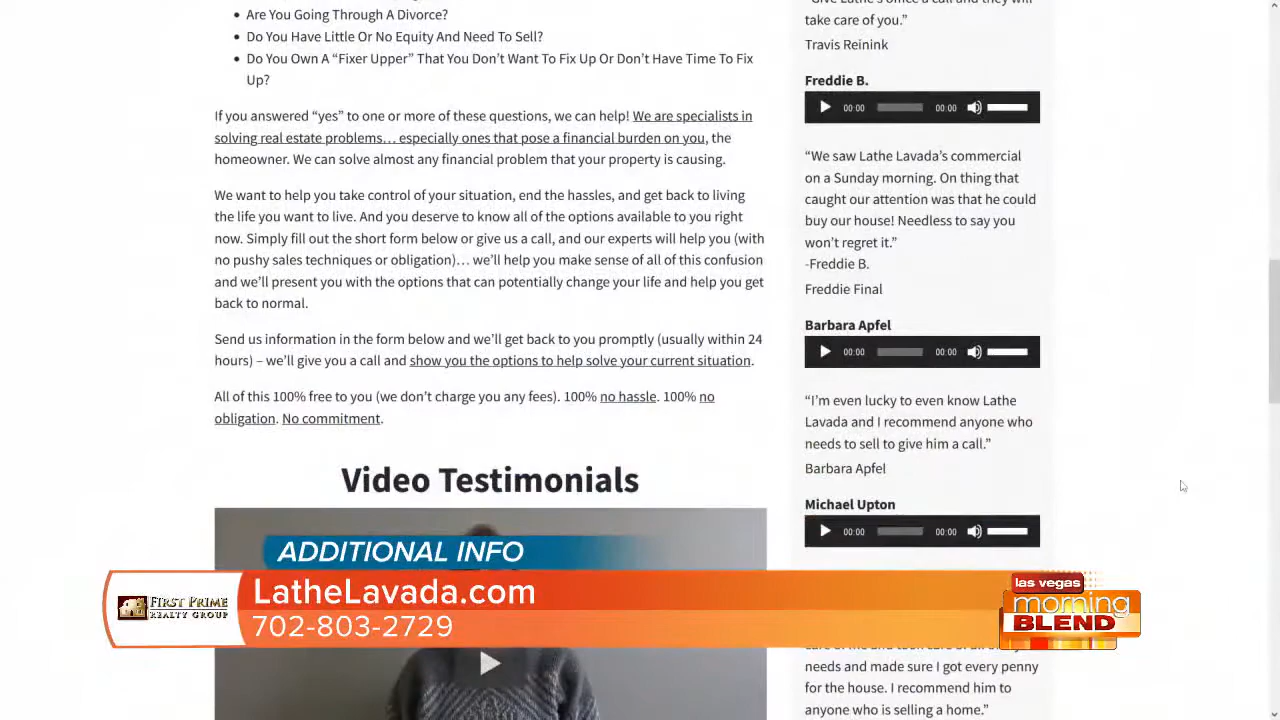 Are You Going Through A Divorce?
Do You Have Little Or No Equity And Need To Sell?
Do You Own A “Fixer Upper” That You Don’t Want To Fix Up Or Don’t Have Time To Fix
Up?
If you answered “yes” to one or more of these questions, we can help! We are specialists in
solving real estate problems… especially ones that pose a financial burden on you, the
homeowner. We can solve almost any financial problem that your property is causing.
We want to help you take control of your situation, end the hassles, and get back to living
the life you want to live. And you deserve to know all of the options available to you right
now. Simply fill out the short form below or give us a call, and our experts will help you (with
no pushy sales techniques or obligation)… we’ll help you make sense of all of this confusion
and we’ll present you with the options that can potentially change your life and help you get
back to normal.
Send us information in the form below and we’ll get back to you promptly (usually within 24
hours) – we’ll give you a call and show you the options to help solve your current situation.
All of this 100% free to you (we don’t charge you any fees). 100% no hassle. 100% no
obligation. No commitment.
Video Testimonials
“Give Lathe’s office a call and they will
take care of you.”
Travis Reinink
Freddie B.
00:00 00:00
“We saw Lathe Lavada’s commercial
on a Sunday morning. On thing that
caught our attention was that he could
buy our house! Needless to say you
won’t regret it.”
-Freddie B.
Freddie Final
Barbara Apfel
00:00 00:00
“I’m even lucky to even know Lathe
Lavada and I recommend anyone who
needs to sell to give him a call.”
Barbara Apfel
Michael Upton
00:00 00:00
needs and made sure I got every penny
for the house. I recommend him to
anyone who is selling a home.”
ADDITIONAL INFO
FIRST PRIME
REALTY GROUP
LatheLavada.com
702-803-2729
las vegas
morning
BLEND